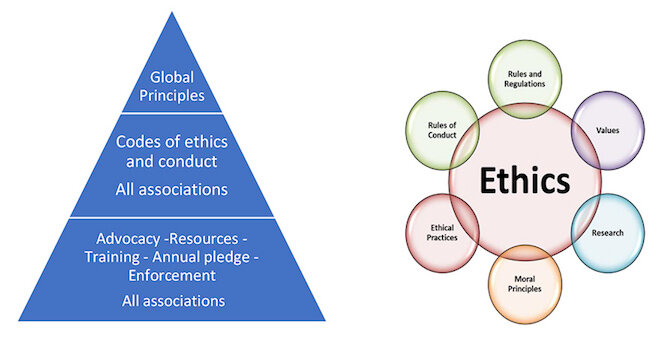 Global
Principles
Codes of ethics
and conduct
All associations
Advocacy -Resources -
Training - Annual pledge -
Enforcement
All associations
Rules and
Regulations
Rules of
Conduct
Values
Ethics
Ethical
Practices
Research
Moral
Principles